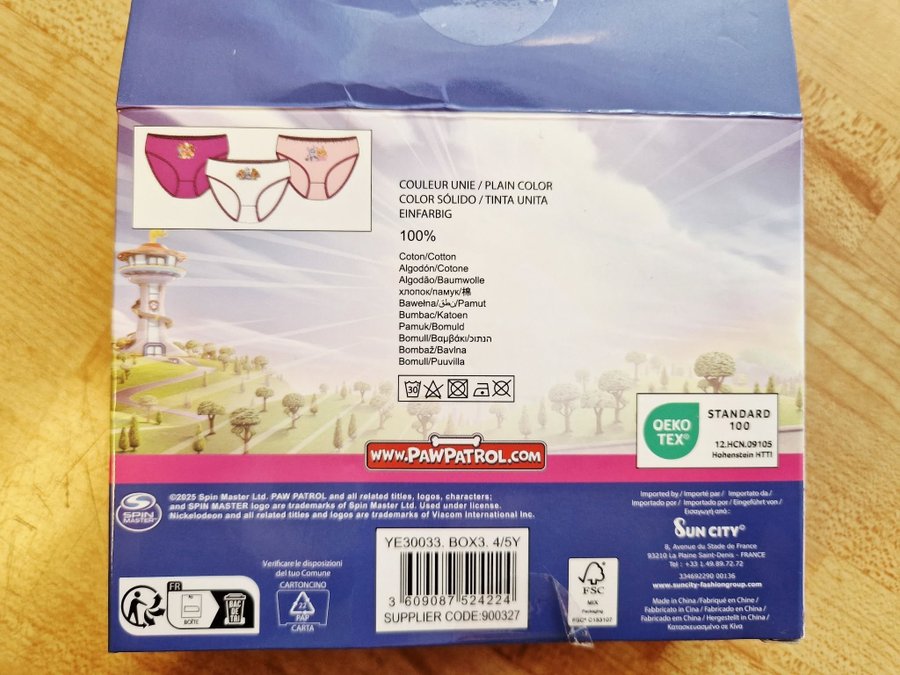 COULEUR UNIE / PLAIN COLOR
COLOR SÓLIDO / TINTA UNITA
EINFARBIG
100%
Coton/Cotton
Algodón/Cotone
Algodão/Baumwolle
хлопок/памук/棉
Bawełna/قطن/Pamut
Bumbac/Katoen
Pamuk/Bomuld
Bomull/Βαμβάκι/הנתוכ
Bombaž/Bavlna
Bomull/Puuvilla
30
OEKO
TEX®
STANDARD
100
12.HCN.09105
Hohenstein HTTI
www.PawPatrol.com
SPIN
MASTER
©2025 Spin Master Ltd. PAW PATROL and all related titles, logos, characters;
and SPIN MASTER logo are trademarks of Spin Master Ltd. Used under license.
Nickelodeon and all related titles and logos are trademarks of Viacom International Inc.
Imported by / Importé par / Importato da /
Importado por / Importado por / Eingeführt von /
Εισαγωγή από :
SUN CITY®
8, Avenue du Stade de France
93210 La Plaine Saint-Denis - FRANCE
Tel : +33 1.49.89.72.72
334692290 00136
www.suncity-fashiongroup.com
Made in China /Fabriqué en Chine /
Fabbricato in Cina / Fabricado en China /
Fabricado em China / Hergestellt in China /
Κατασκευασμένο σε Κίνα
FR
BOÎTE
BAC
DE
TRI
Verificare le disposizioni
del tuo Comune
CARTONCINO
22
PAP
CARTA
YE30033. BOX3. 4/5Y
3 609087 524224
SUPPLIER CODE:900327
FSC
MIX
Packaging